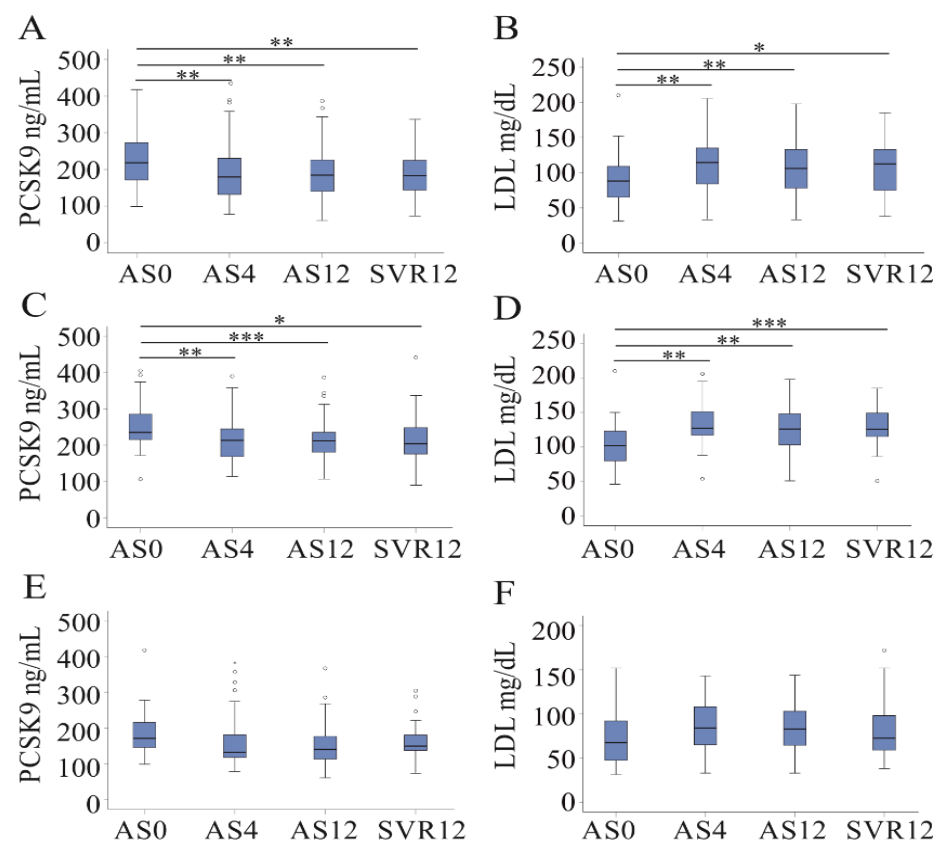 A
PCSK9 ng/mL
500
400
300
200
100
0
**
**
**
AS0 AS4 AS12 SVR12
B
LDL mg/dL
250
200
150
100
50
0
*
**
**
AS0 AS4 AS12 SVR12
C
PCSK9 ng/mL
500
400
300
200
100
0
*
***
**
AS0 AS4 AS12 SVR12
D
LDL mg/dL
250
200
150
100
50
0
***
**
**
AS0 AS4 AS12 SVR12
E
PCSK9 ng/mL
500
400
300
200
100
0
AS0 AS4 AS12 SVR12
F
LDL mg/dL
200
150
100
50
0
AS0 AS4 AS12 SVR12